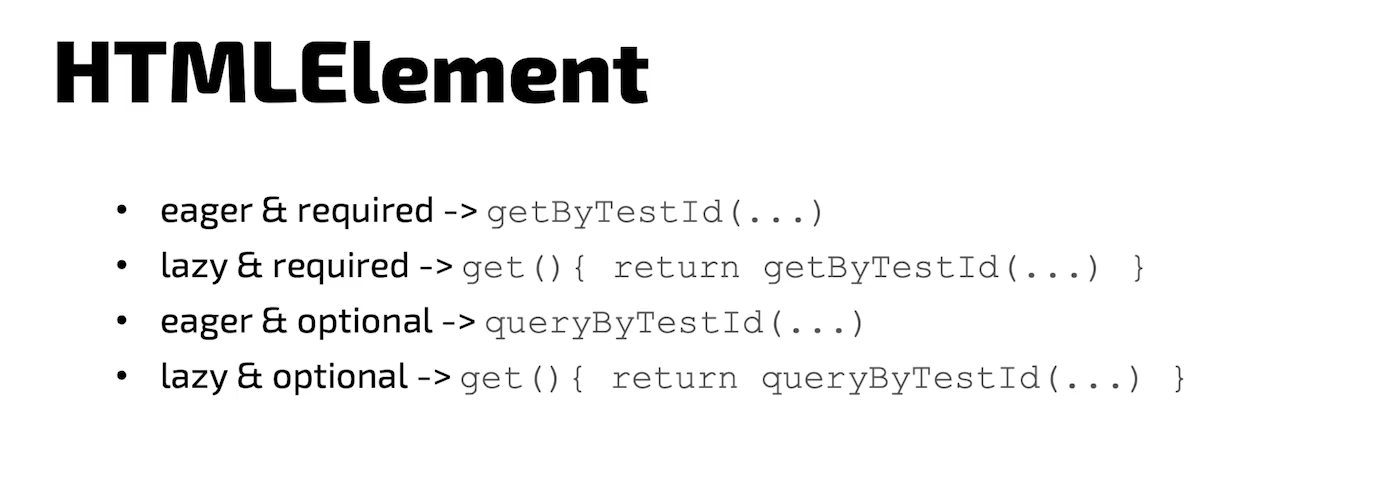 HTMLElement
• eager & required -> getByTestId(...)
• lazy & required -> get(){ return getByTestId(...) }
• eager & optional -> queryByTestId(...)
• lazy & optional -> get(){ return queryByTestId(...) }